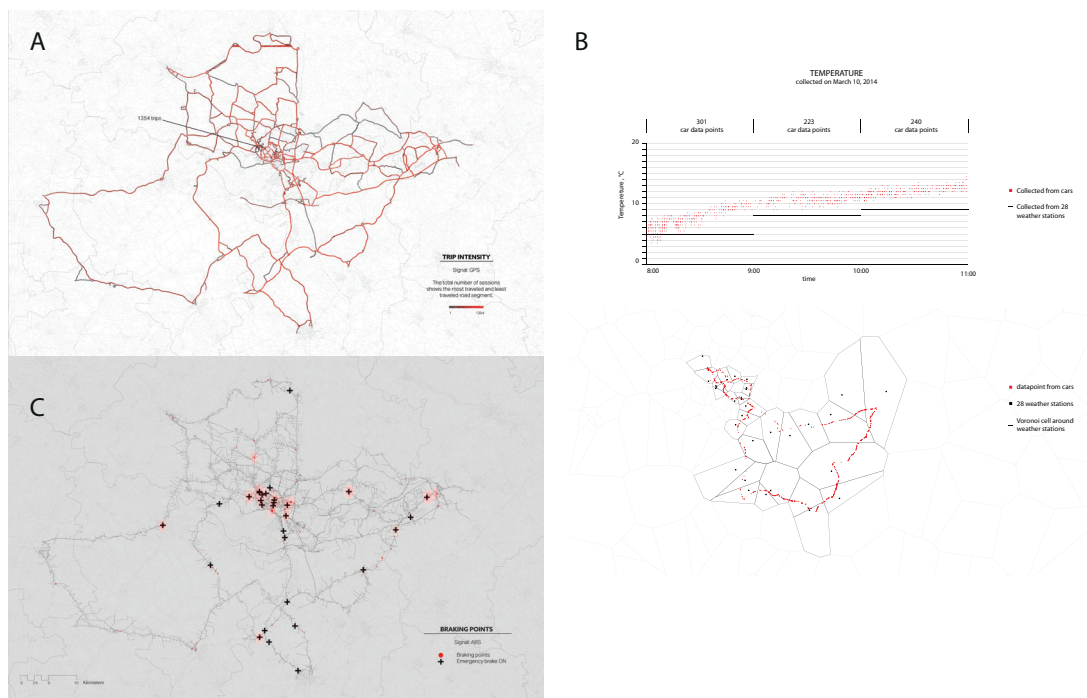 A
1354 trips
TRIP INTENSITY
Signal: GPS
The total number of sessions
shows the most traveled and least
traveled road segment.
1 1354
B
TEMPERATURE
collected on March 10, 2014
301 223 240
car data points car data points car data points
20
10
0
Tempereture , °C
8:00 9:00 10:00 11:00
time
Collected from cars
Collected from 28
weather stations
datapoint from cars
28 weather stations
Voronoi cell around
weather stations
C
BRAKING POINTS
Signal: ABS
Braking points
Emergency brake ON
Kilometers